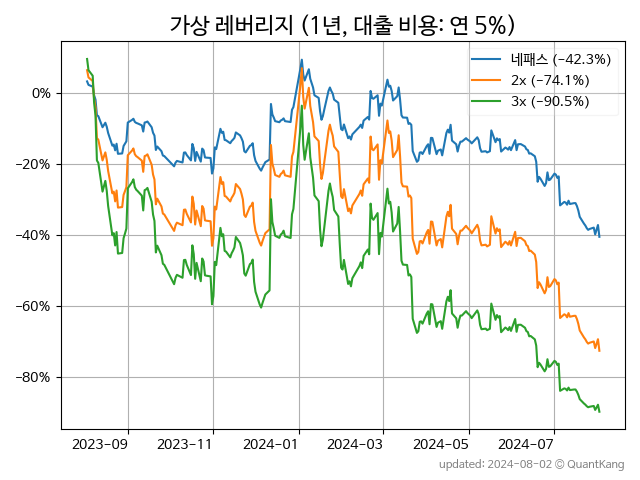 가상 레버리지 (1년, 대출 비용: 연 5%)
네패스 (−42.3%)
2x (−74.1%)
3x (−90.5%)
0%
−20%
−40%
−60%
−80%
2023-09 2023-11 2024-01 2024-03 2024-05 2024-07
updated: 2024-08-02 © QuantKang